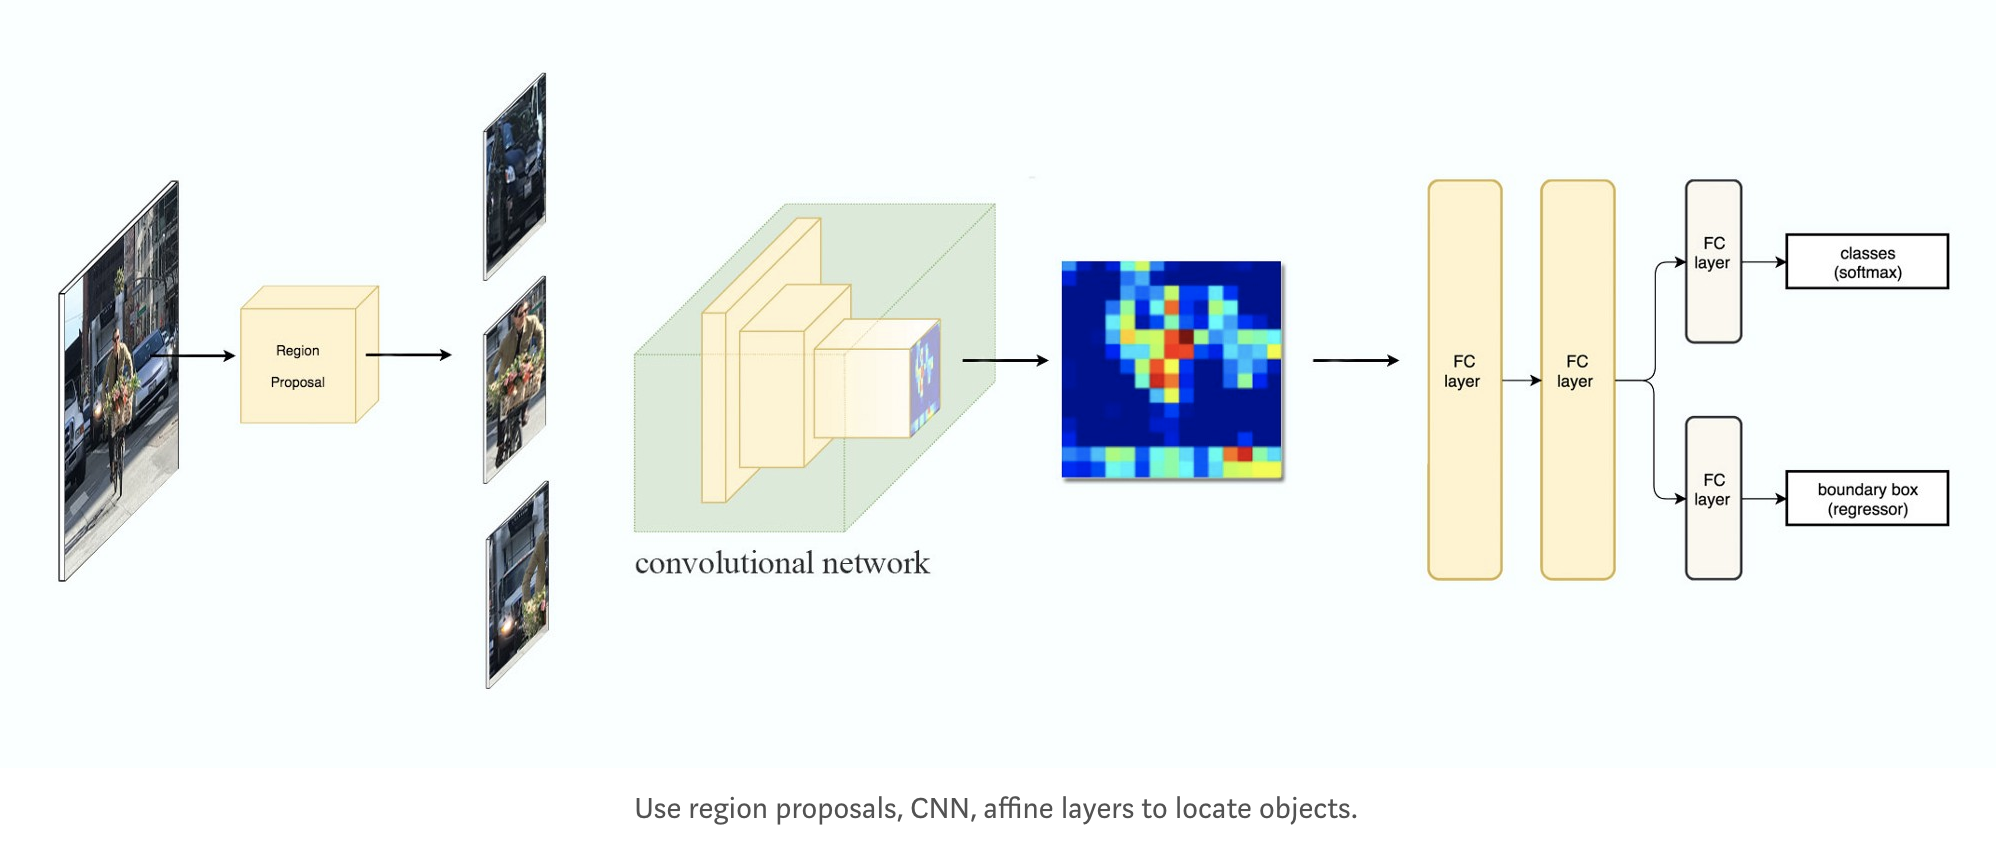 Region
Proposal
convolutional network
FC
layer
FC
layer
FC
layer
classes
(softmax)
FC
layer
boundary box
(regressor)
Use region proposals, CNN, affine layers to locate objects.